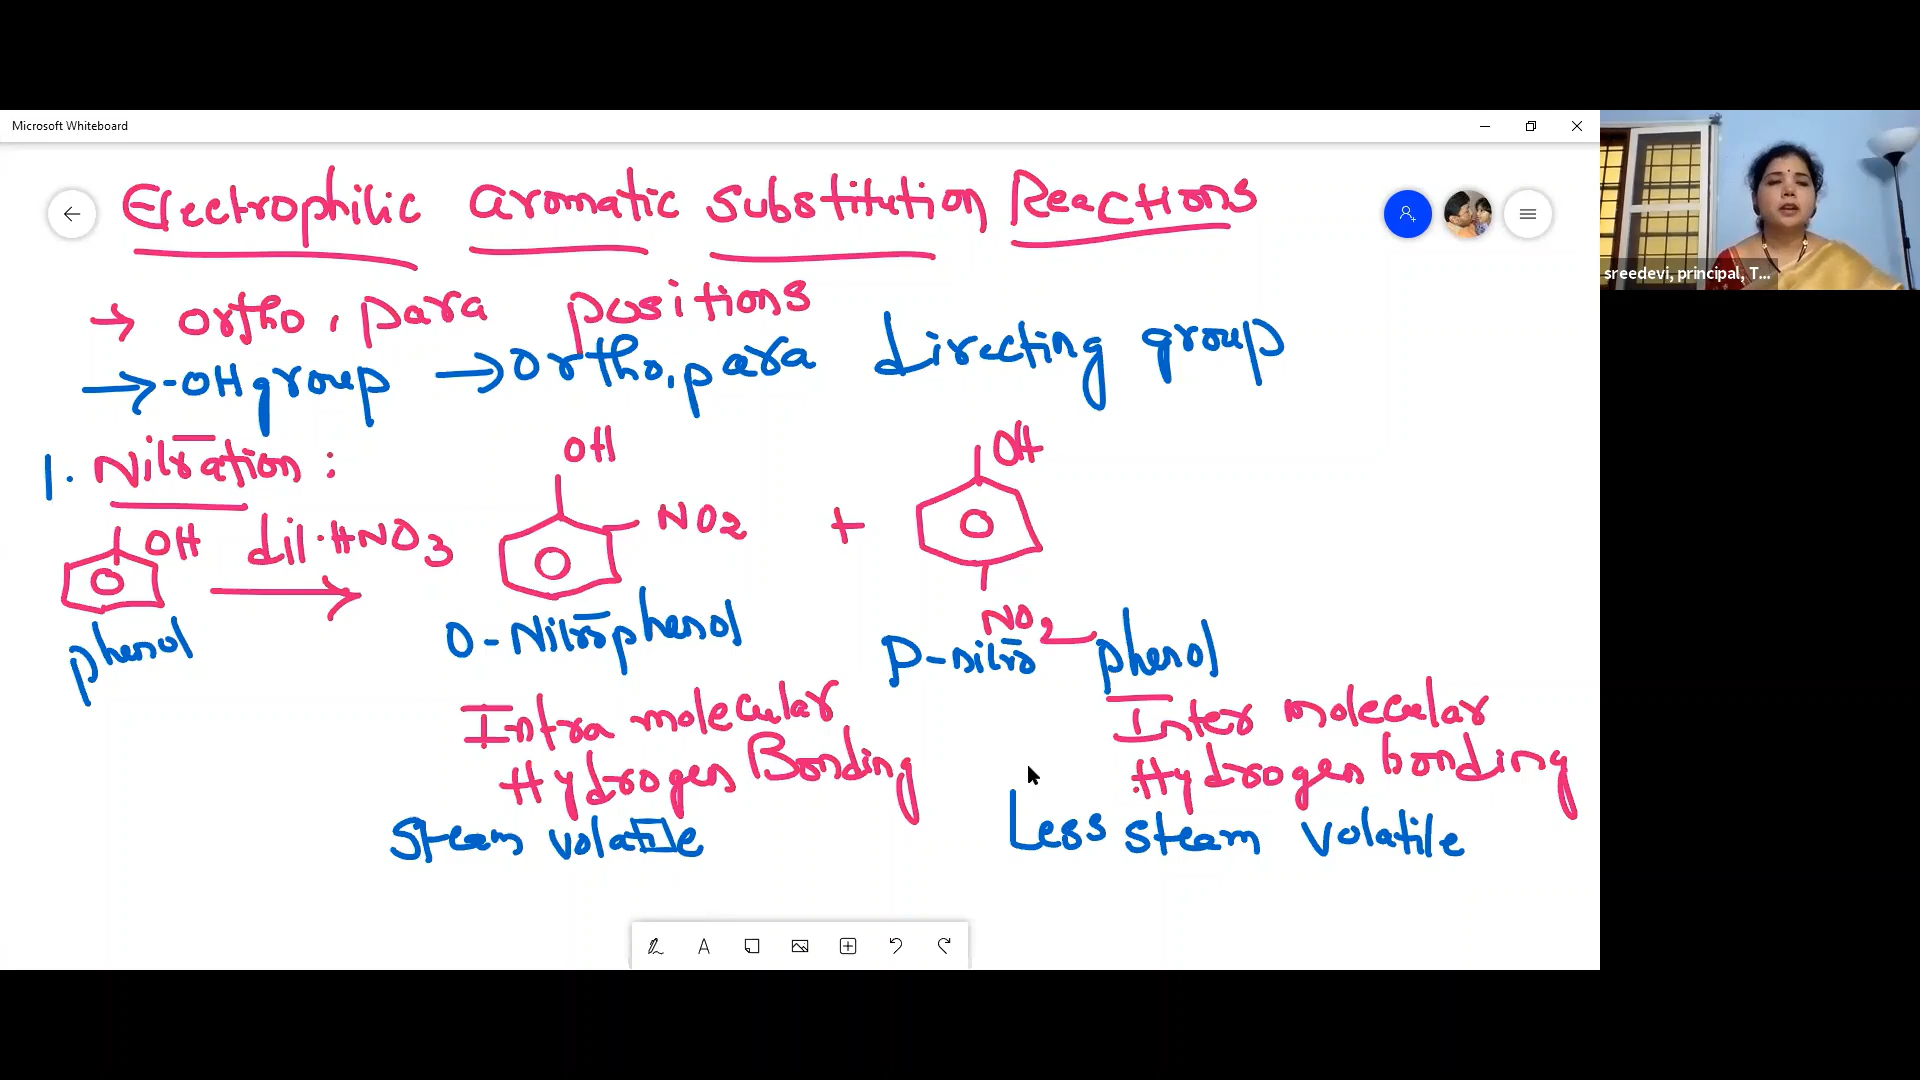 Microsoft Whiteboard
Electrophilic aromatic substitution Reactions
→ ortho, para positions
→ -OH group → Ortho, para directing group
1. Nitration :
OH
OH
OH dil. HNO3
NO2 +
NO2
phenol
O-Nitrophenol
P-nitro phenol
Intra molecular
Hydrogen Bonding
Inter molecular
Hydrogen bonding
Steam volatile
Less steam volatile
sreedevi, principal, T...